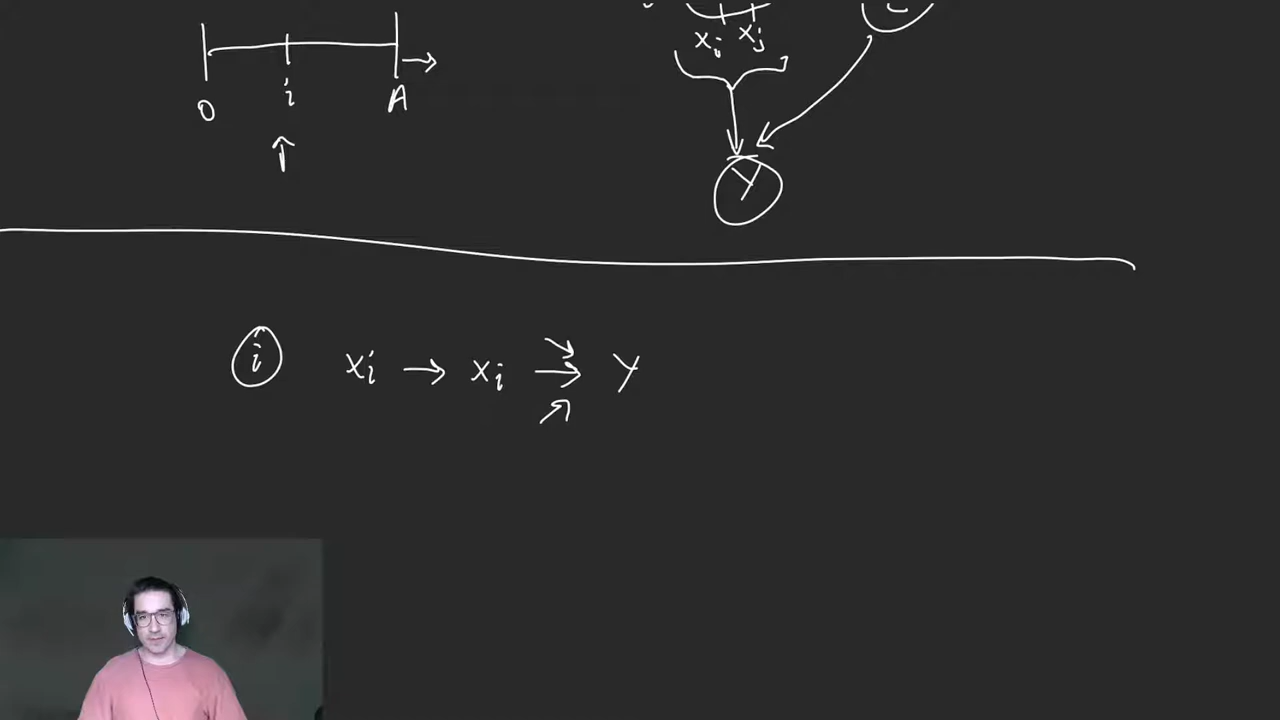 xi xj
0 i A
↑
Y
i xi → xi → y